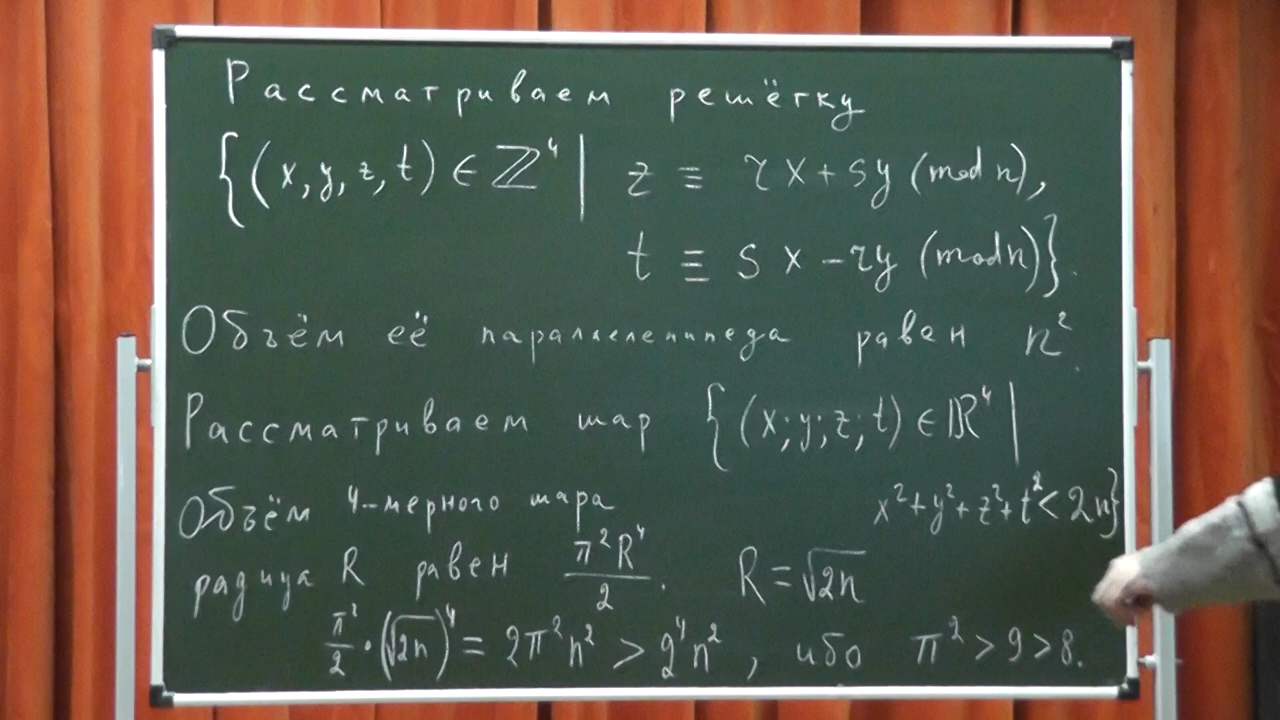 Рассматриваем решётку
{(x, y, z, t) ∈ ℤ⁴ | z ≡ rx + sy (mod n),
t ≡ sx − ry (mod n)}.
Объём её параллелепипеда равен n².
Рассматриваем шар {(x; y; z; t) ∈ ℝ⁴ |
x² + y² + z² + t² < 2n}
Объём 4-мерного шара
радиуса R равен π²R⁴/2. R = √2n
π²/2 · (√2n)⁴ = 2π²n² > 2⁴n², ибо π² > 9 > 8.